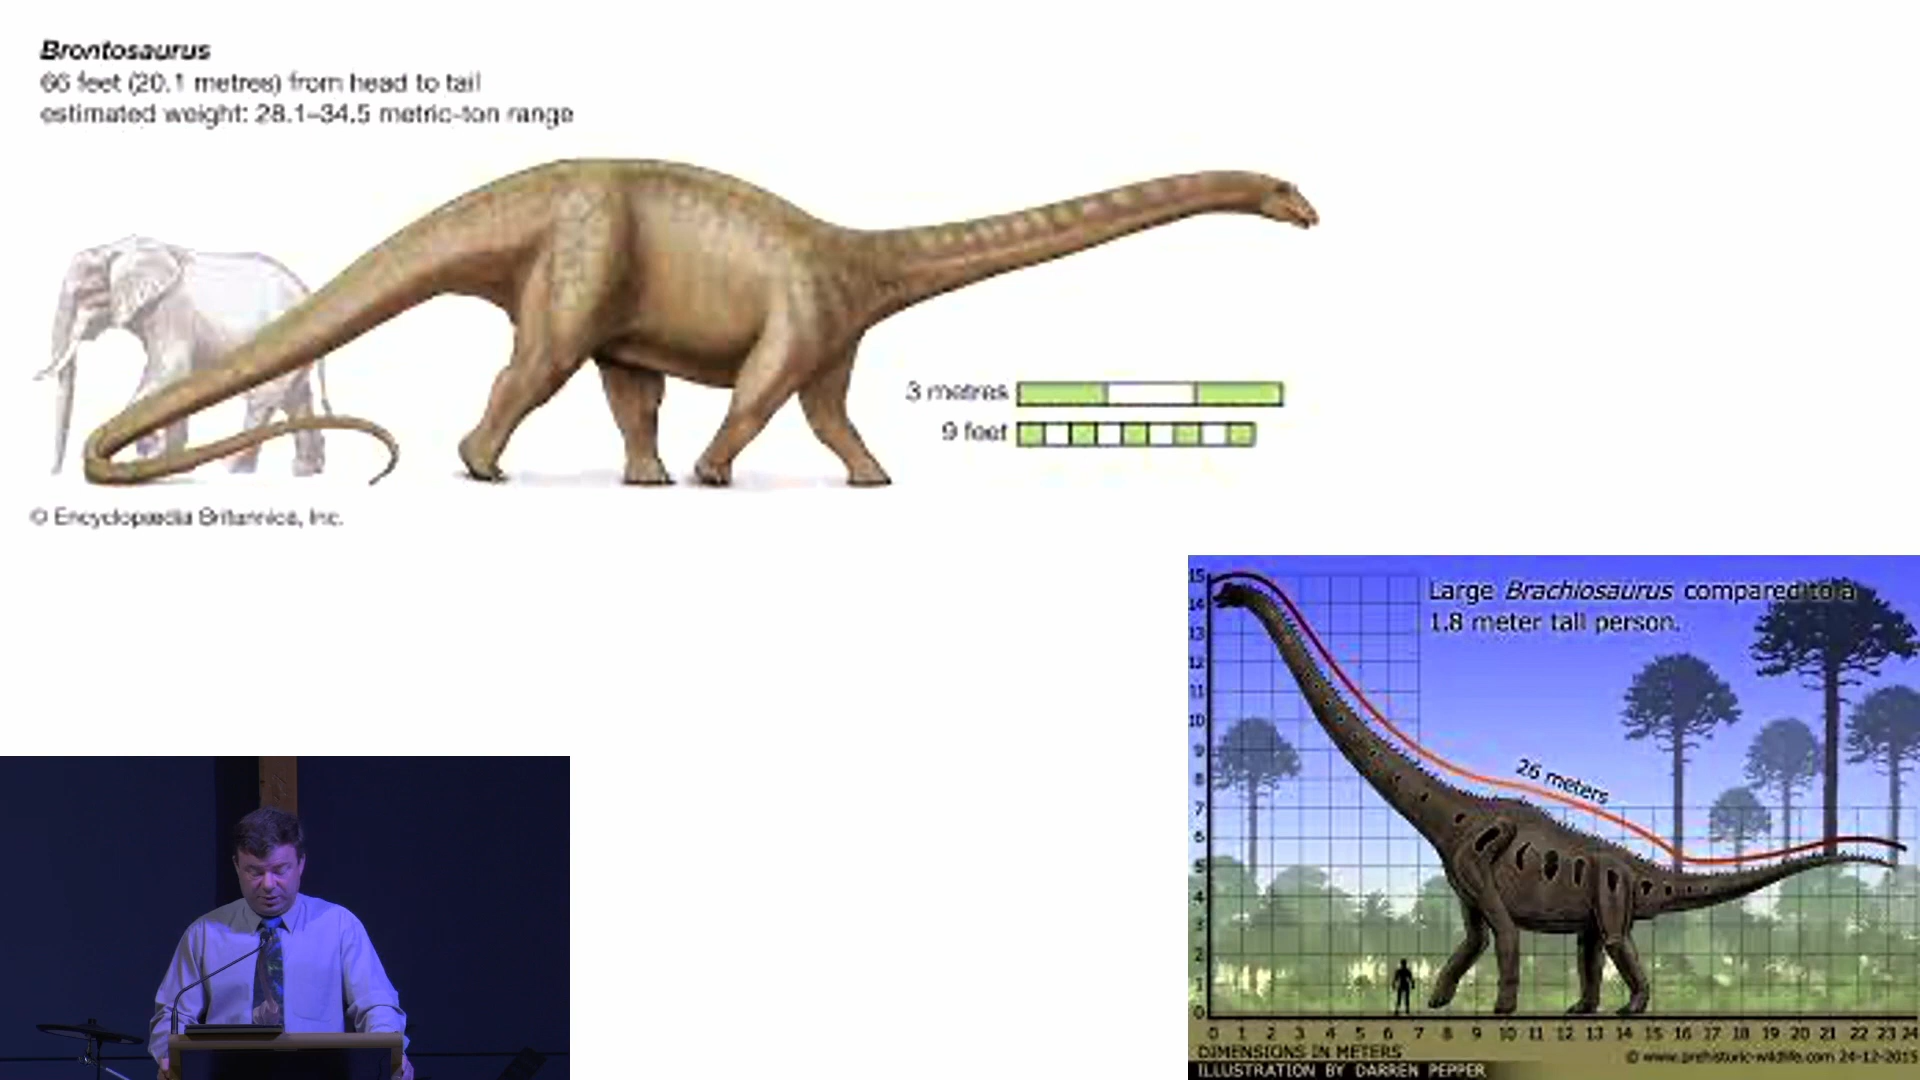 Brontosaurus
66 feet (20.1 metres) from head to tail
estimated weight: 28.1–34.5 metric-ton range
3 metres
9 feet
© Encyclopædia Britannica, Inc.
Large Brachiosaurus compared to a
1.8 meter tall person.
26 meters
15
14
13
12
11
10
9
8
7
6
5
4
3
2
1
0
0 1 2 3 4 5 6 7 8 9 10 11 12 13 14 15 16 17 18 19 20 21 22 23 24
DIMENSIONS IN METERS
© www.prehistoric-wildlife.com 24-12-2015
ILLUSTRATION BY DARREN PEPPER